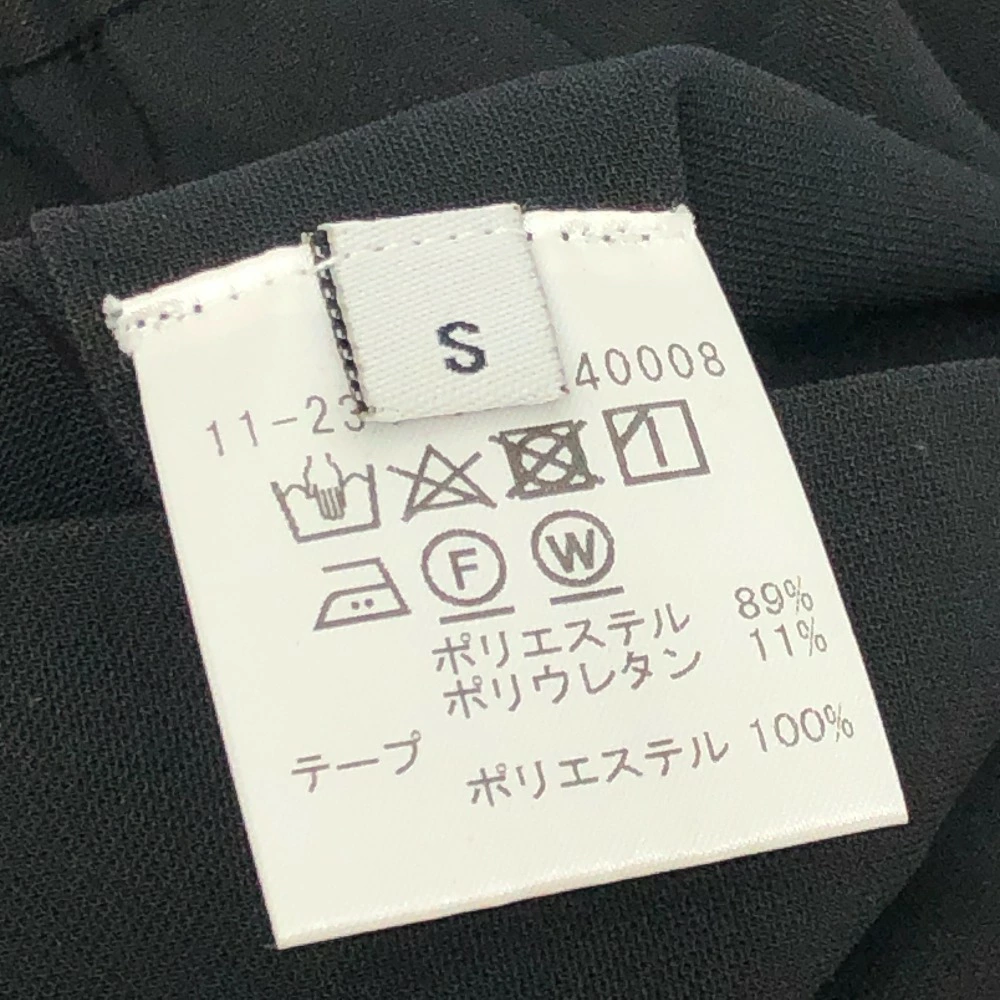 S
11-23 40008
F W
ポリエステル 89%
ポリウレタン 11%
テープ
ポリエステル 100%